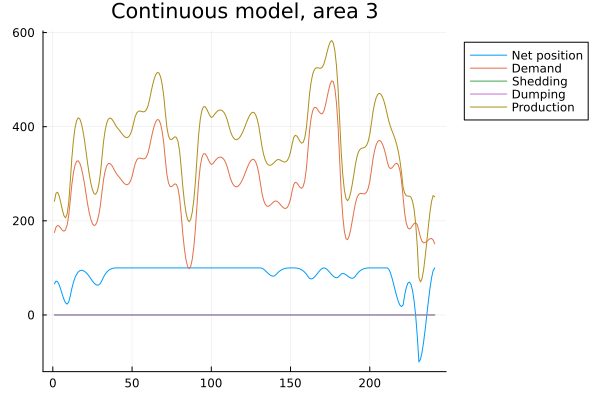 Continuous model, area 3
600
400
200
0
0
50
100
150
200
Net position
Demand
Shedding
Dumping
Production